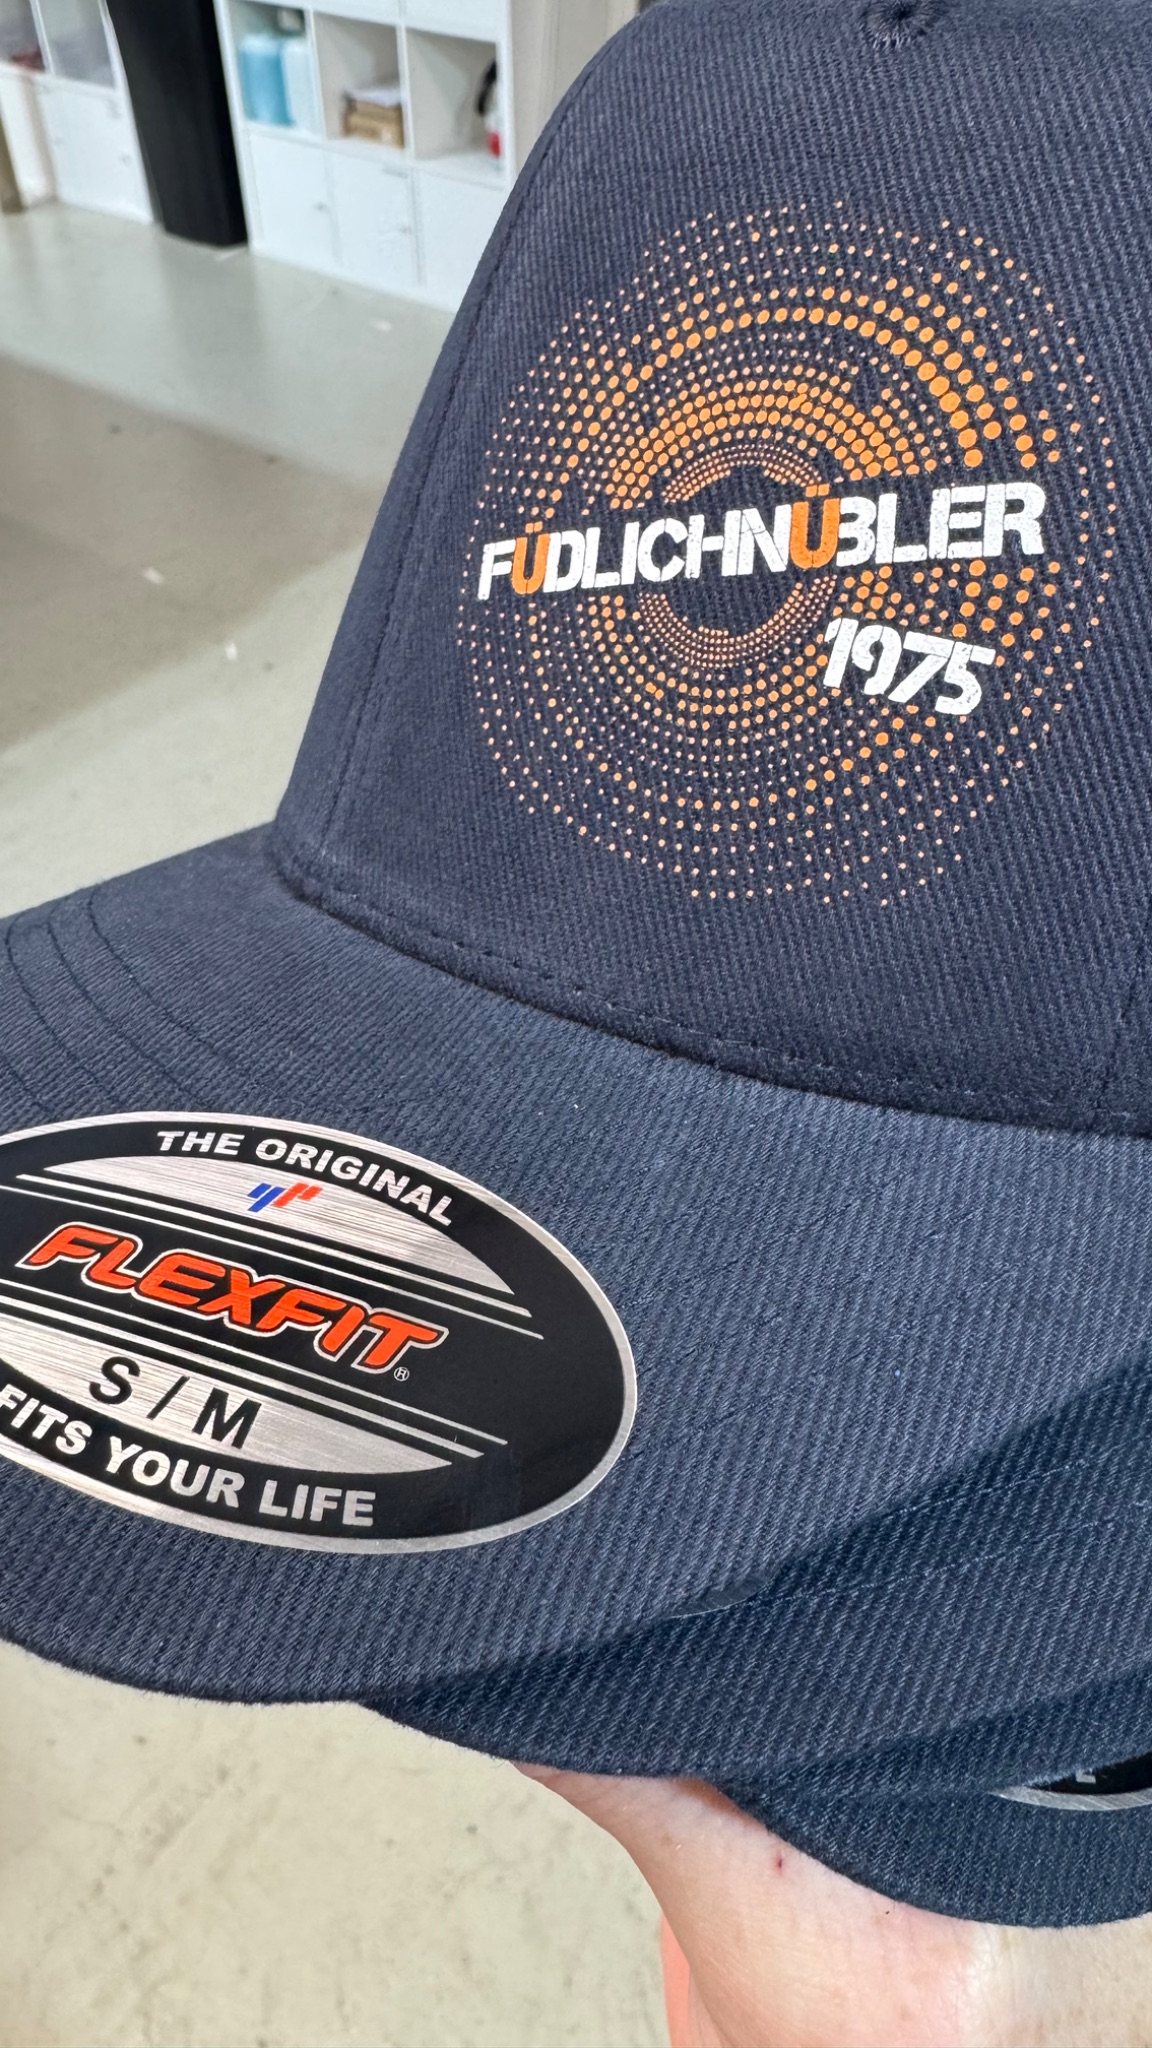 FÜDLICHNÜBLER
1975
THE ORIGINAL
FLEXFIT®
S / M
FITS YOUR LIFE